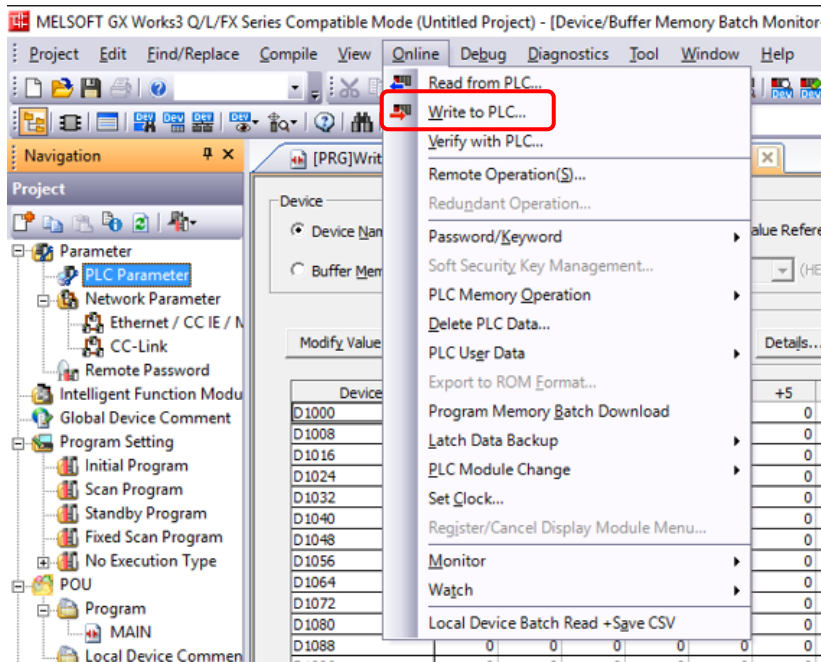 MELSOFT GX Works3 Q/L/FX Series Compatible Mode (Untitled Project) - [Device/Buffer Memory Batch Monitor-
Project Edit Find/Replace Compile View Online Debug Diagnostics Tool Window Help
Navigation
Project
Parameter
PLC Parameter
Network Parameter
Ethernet / CC IE /
CC-Link
Remote Password
Intelligent Function Modu
Global Device Comment
Program Setting
Initial Program
Scan Program
Standby Program
Fixed Scan Program
No Execution Type
POU
Program
MAIN
Local Device Commen
Read from PLC...
Write to PLC...
Verify with PLC...
Remote Operation(S)...
Redundant Operation...
Password/Keyword
Soft Security Key Management...
PLC Memory Operation
Delete PLC Data...
PLC User Data
Export to ROM Format...
Program Memory Batch Download
Latch Data Backup
PLC Module Change
Set Clock...
Register/Cancel Display Module Menu...
Monitor
Watch
Local Device Batch Read +Save CSV
[PRG]Writ
Device
Device Nam
alue Refere
Buffer Mem
(HE
Modify Value
Details...
Device +5
D1000 0
D1008 0
D1016 0
D1024 0
D1032 0
D1040 0
D1048 0
D1056 0
D1064 0
D1072 0
D1080 0
D1088 0 0 0 0 0 0